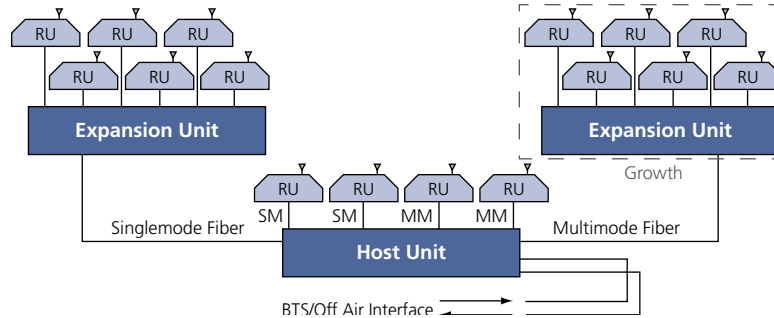 RU RU RU RU RU RU
RU RU RU RU RU RU
Expansion Unit Expansion Unit
Growth
RU RU RU RU
SM SM MM MM
Singlemode Fiber Multimode Fiber
Host Unit
BTS/Off Air Interface